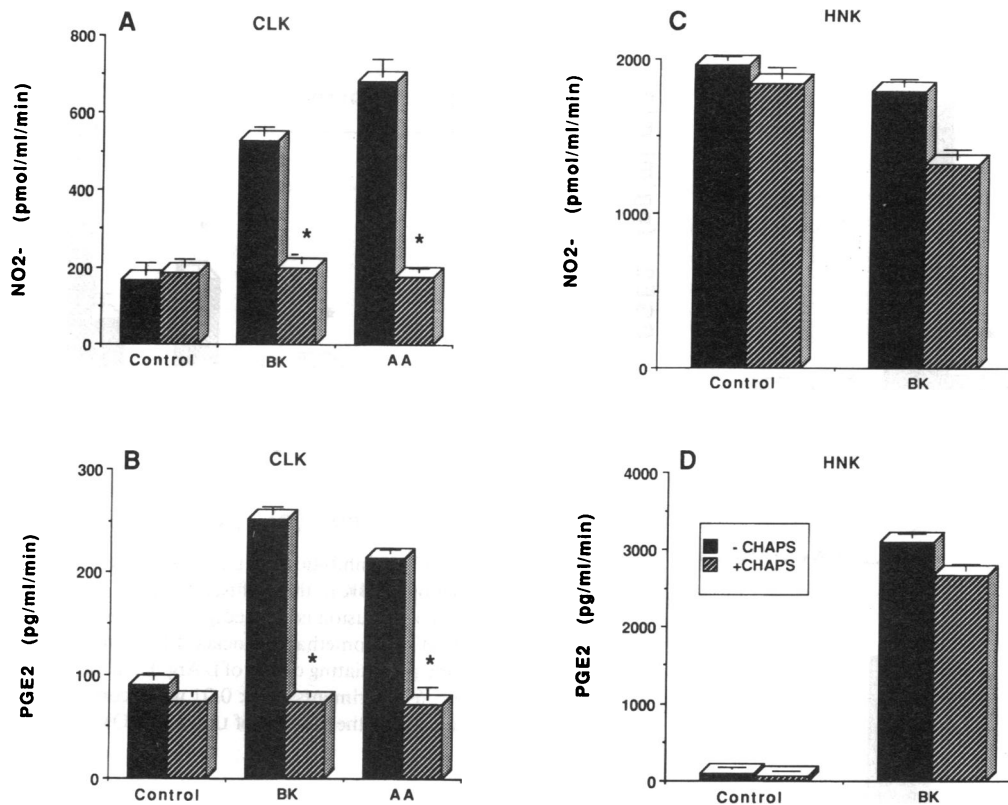 A
CLK
NO2- (pmol/ml/min)
800
600
400
200
0
*
*
Control
BK
AA
C
HNK
NO2- (pmol/ml/min)
2000
1000
0
Control
BK
B
CLK
PGE2 (pg/ml/min)
300
200
100
0
*
*
Control
BK
AA
D
HNK
PGE2 (pg/ml/min)
4000
3000
2000
1000
0
- CHAPS
+CHAPS
Control
BK